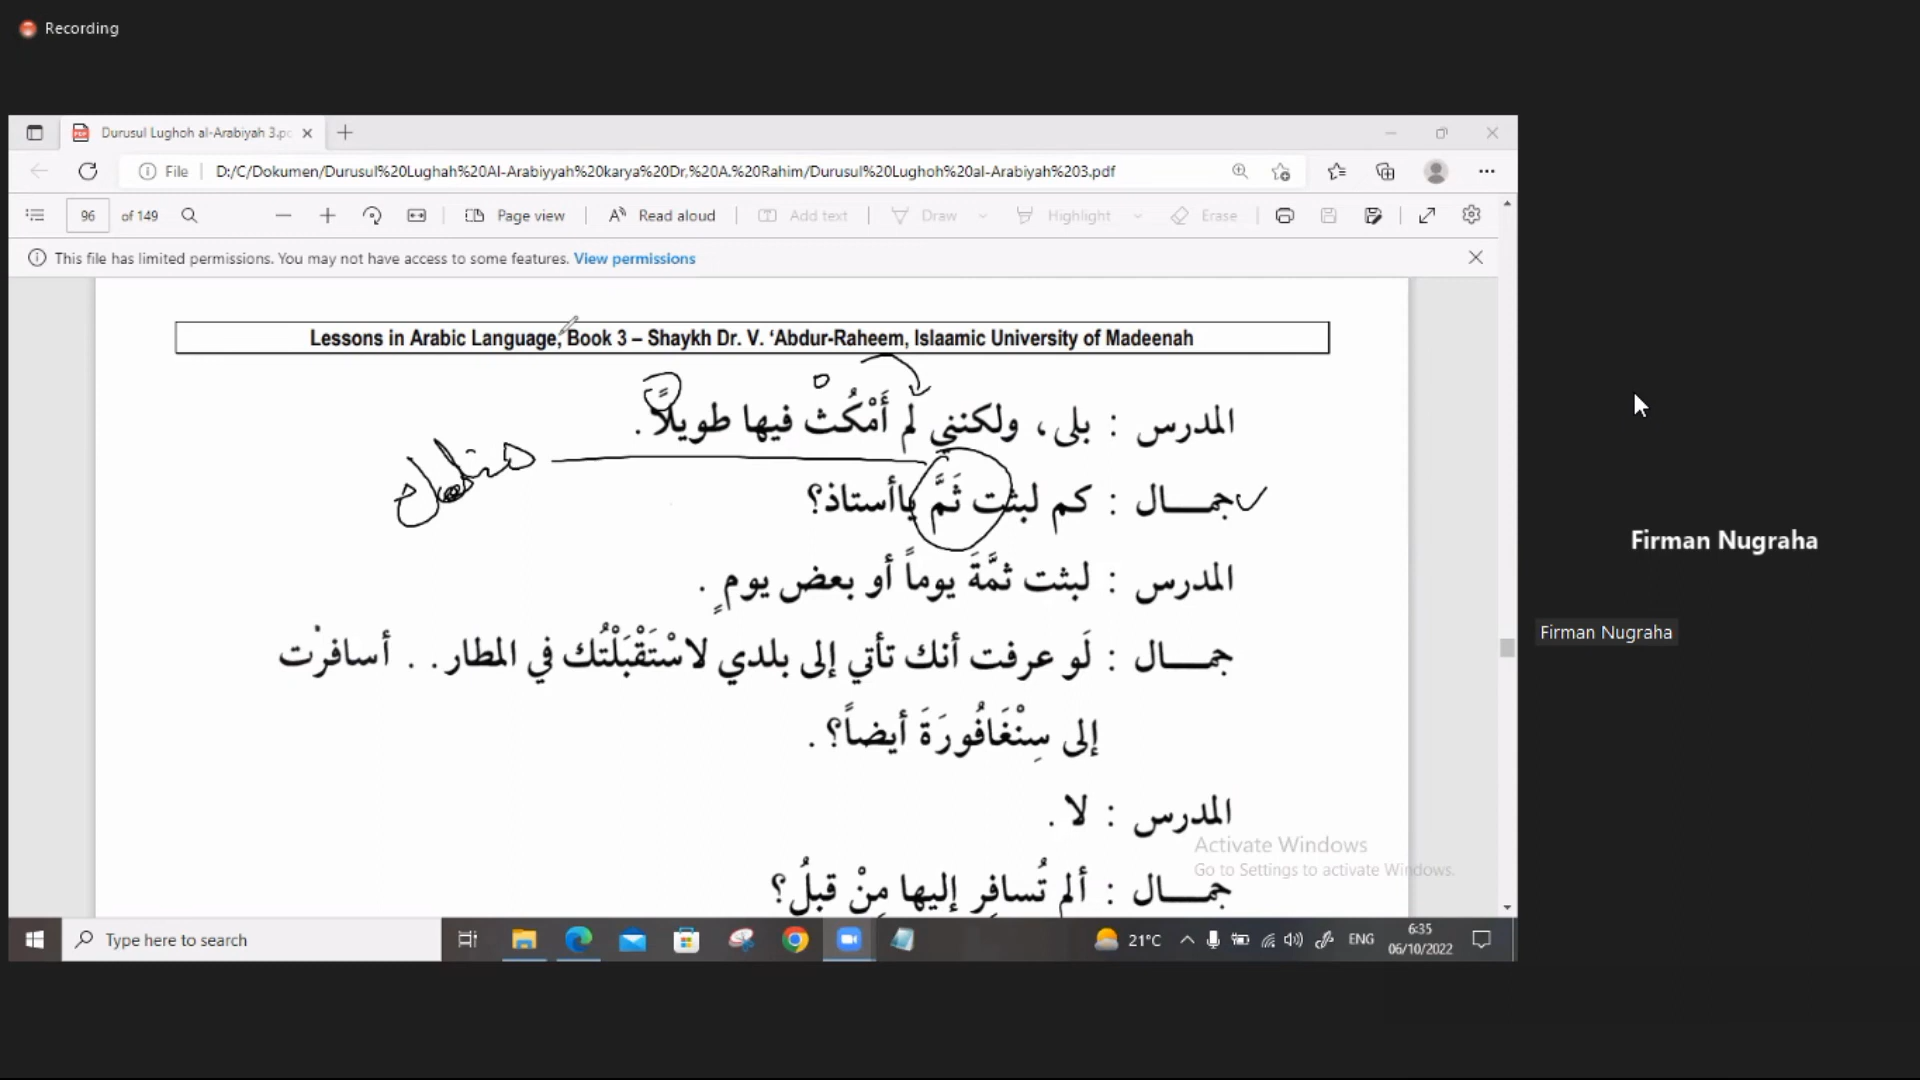 Recording
Durusul Lughoh al-Arabiyah 3.pd
File D:/C/Dokumen/Durusul%20Lughah%20Al-Arabiyyah%20karya%20Dr,%20A.%20Rahim/Durusul%20Lughoh%20al-Arabiyah%203.pdf
96 of 149 Page view Read aloud Add text Draw Highlight Erase
This file has limited permissions. You may not have access to some features. View permissions
Lessons in Arabic Language, Book 3 – Shaykh Dr. V. ‘Abdur-Raheem, Islaamic University of Madeenah
المدرس : بلى، ولكنني لم أَمْكُثْ فيها طويلاً .
جمـــال : كم لبثت ثَمَّ ياأستاذ؟
المدرس : لبثت ثمَّةَ يوماً أو بعض يومٍ .
جمـــال : لَو عرفت أنك تأتي إلى بلدي لاسْتَقْبَلْتُك في المطار . . أسافرْت
إلى سِنْغَافُورَةَ أيضاً؟ .
المدرس : لا .
جمـــال : ألم تُسافِر إليها مِنْ قبلُ؟
Activate Windows
Go to Settings to activate Windows.
Firman Nugraha
Firman Nugraha
Type here to search
21°C ENG 6:35
06/10/2022